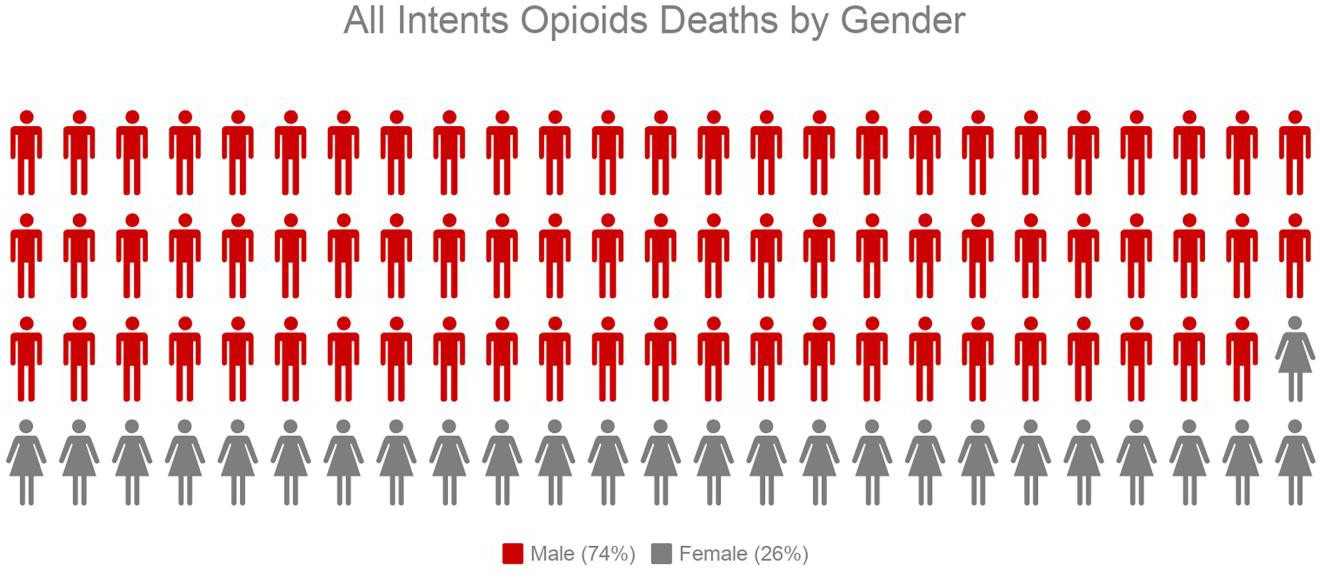 All Intents Opioids Deaths by Gender
Male (74%) Female (26%)